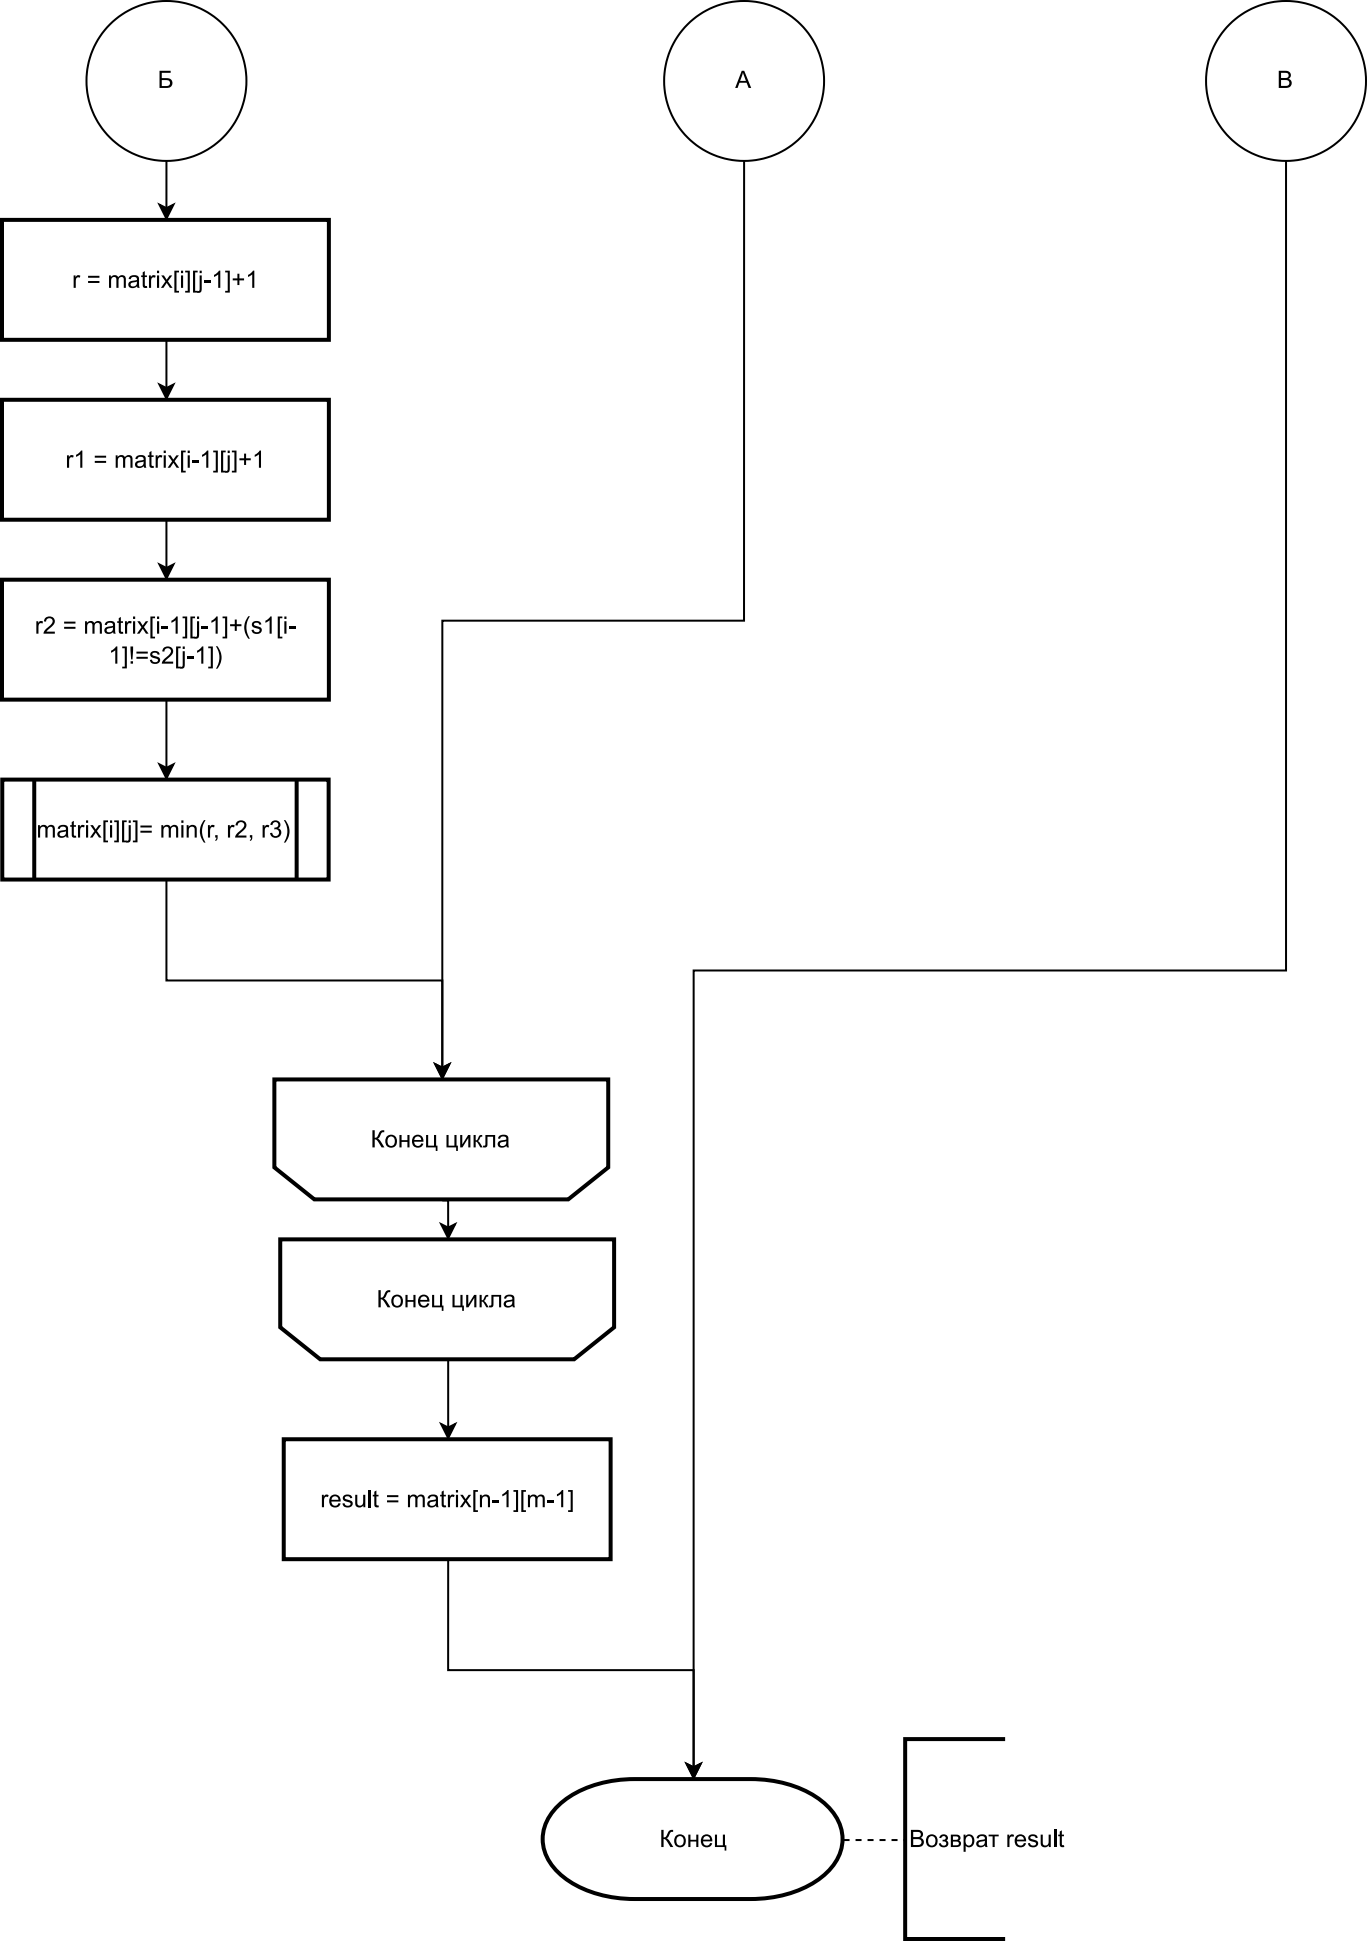 Б
А
В
r = matrix[i][j-1]+1
r1 = matrix[i-1][j]+1
r2 = matrix[i-1][j-1]+(s1[i-
1]!=s2[j-1])
matrix[i][j]= min(r, r2, r3)
Конец цикла
Конец цикла
result = matrix[n-1][m-1]
Конец
Возврат result